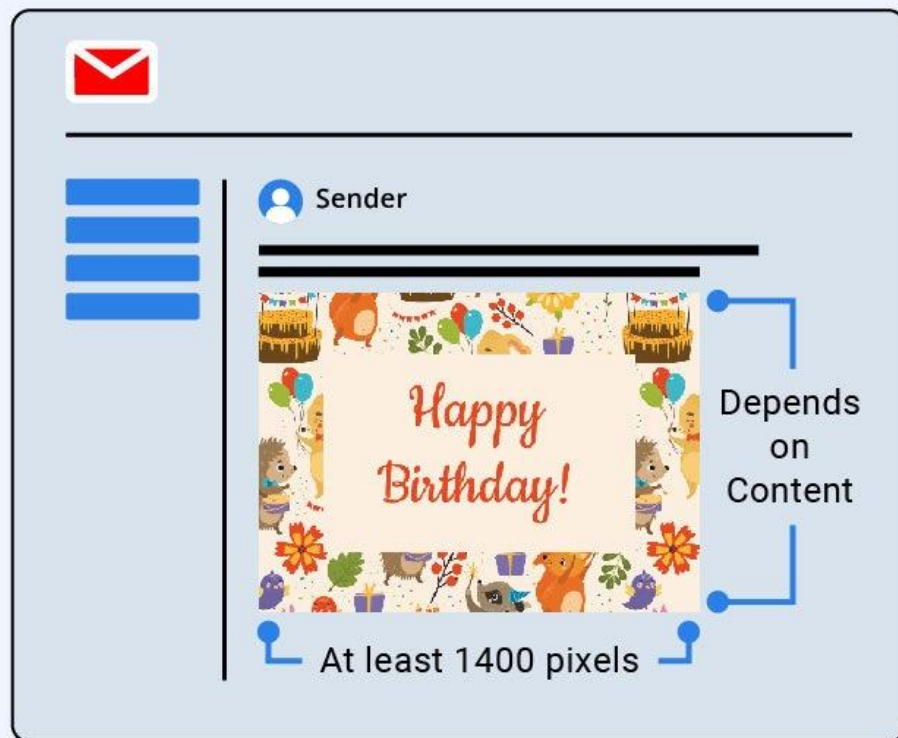 Sender
Happy
Birthday!
Depends
on
Content
At least 1400 pixels